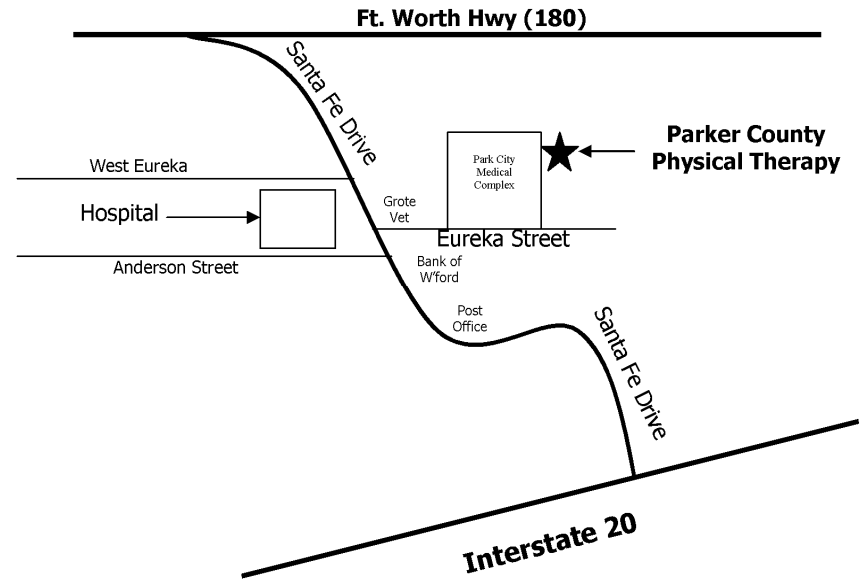 Ft. Worth Hwy (180)
Santa Fe Drive
Parker County
Physical Therapy
Park City
Medical
Complex
West Eureka
Hospital
Grote
Vet
Eureka Street
Anderson Street
Bank of
W'ford
Post
Office
Santa Fe Drive
Interstate 20